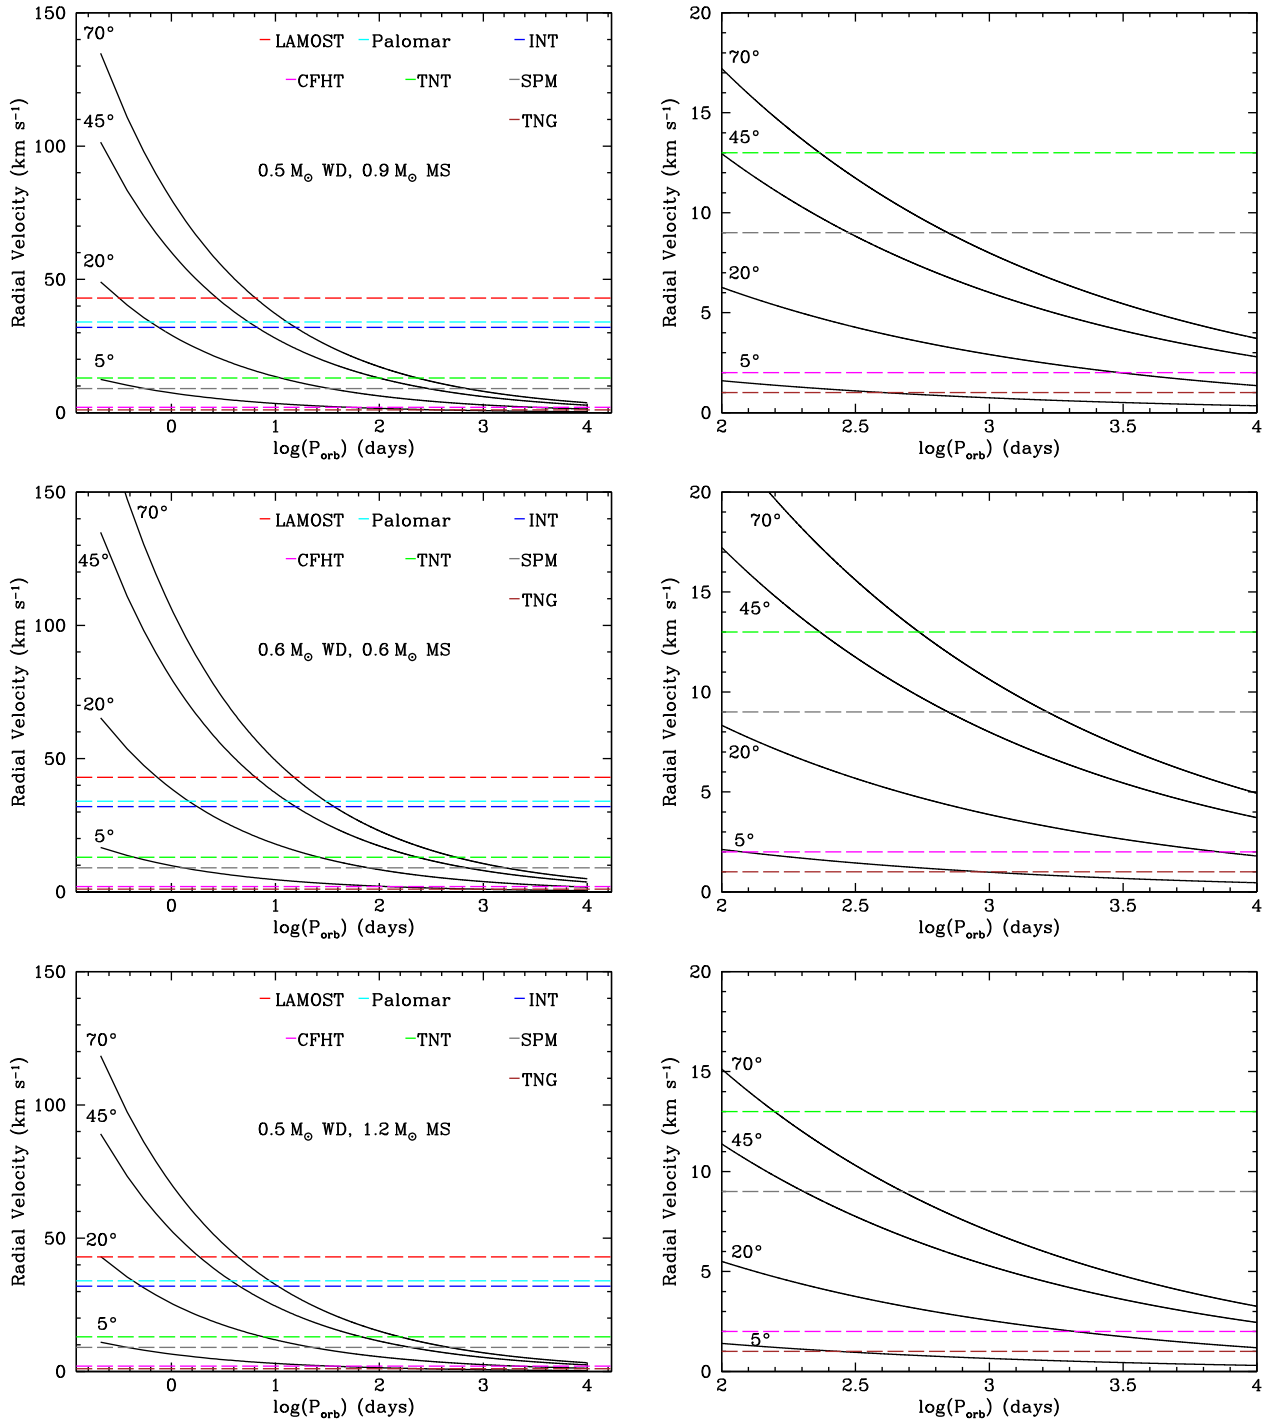 150
100
50
0
Radial Velocity (km s⁻¹)
70°
45°
20°
5°
LAMOST Palomar INT
CFHT TNT SPM
TNG
0.5 M⊙ WD, 0.9 M⊙ MS
0 1 2 3 4
log(Porb) (days)
20
15
10
5
0
Radial Velocity (km s⁻¹)
70°
45°
20°
5°
2 2.5 3 3.5 4
log(Porb) (days)
150
100
50
0
Radial Velocity (km s⁻¹)
70°
45°
20°
5°
LAMOST Palomar INT
CFHT TNT SPM
TNG
0.6 M⊙ WD, 0.6 M⊙ MS
0 1 2 3 4
log(Porb) (days)
20
15
10
5
0
Radial Velocity (km s⁻¹)
70°
45°
20°
5°
2 2.5 3 3.5 4
log(Porb) (days)
150
100
50
0
Radial Velocity (km s⁻¹)
70°
45°
20°
5°
LAMOST Palomar INT
CFHT TNT SPM
TNG
0.5 M⊙ WD, 1.2 M⊙ MS
0 1 2 3 4
log(Porb) (days)
20
15
10
5
0
Radial Velocity (km s⁻¹)
70°
45°
20°
5°
2 2.5 3 3.5 4
log(Porb) (days)